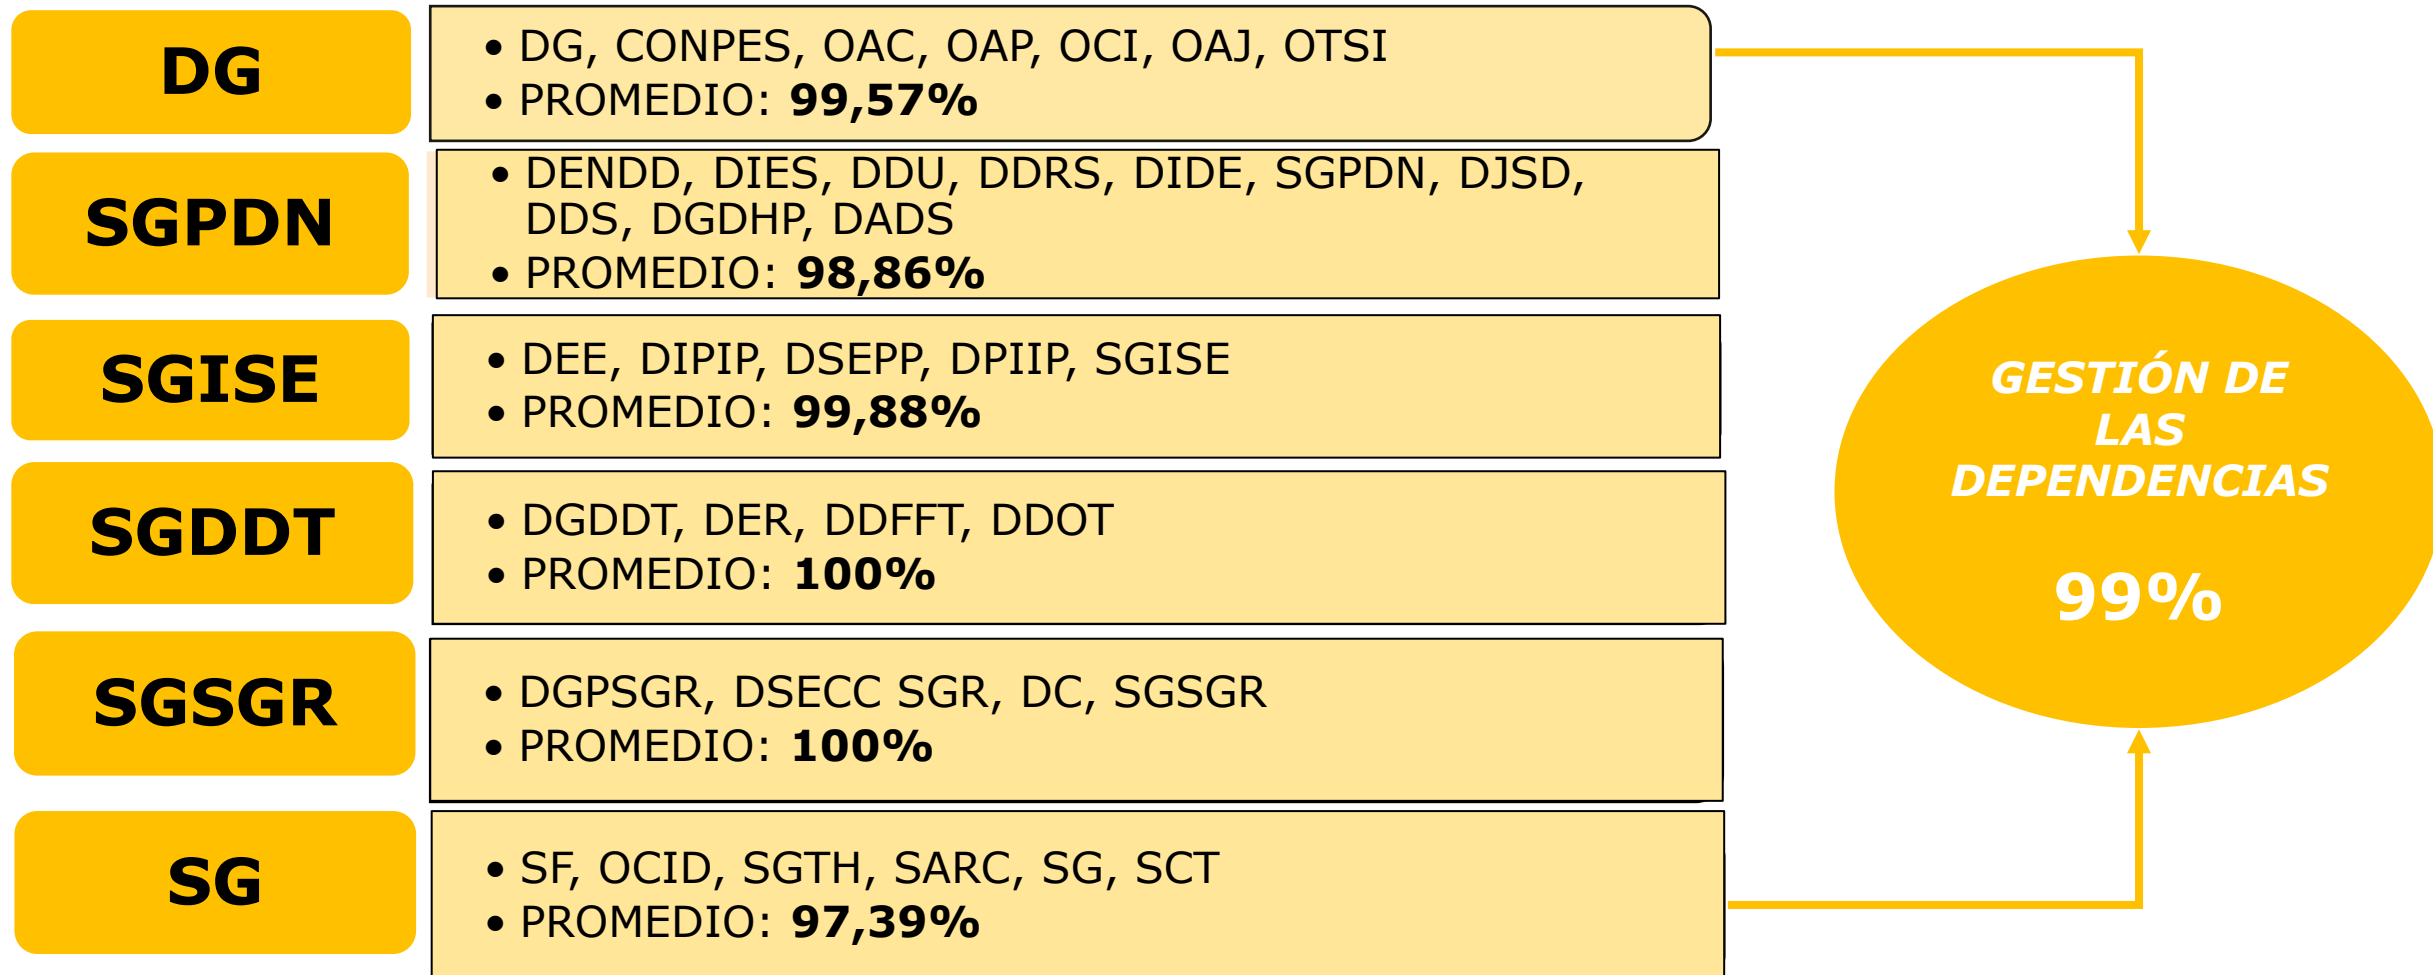 DG
• DG, CONPES, OAC, OAP, OCI, OAJ, OTSI
• PROMEDIO: 99,57%
SGPDN
• DENDD, DIES, DDU, DDRS, DIDE, SGPDN, DJSD,
DDS, DGDHP, DADS
• PROMEDIO: 98,86%
SGISE
• DEE, DIPIP, DSEPP, DPIIP, SGISE
• PROMEDIO: 99,88%
SGDDT
• DGDDT, DER, DDFFT, DDOT
• PROMEDIO: 100%
SGSGR
• DGPSGR, DSECC SGR, DC, SGSGR
• PROMEDIO: 100%
SG
• SF, OCID, SGTH, SARC, SG, SCT
• PROMEDIO: 97,39%
GESTIÓN DE
LAS
DEPENDENCIAS
99%